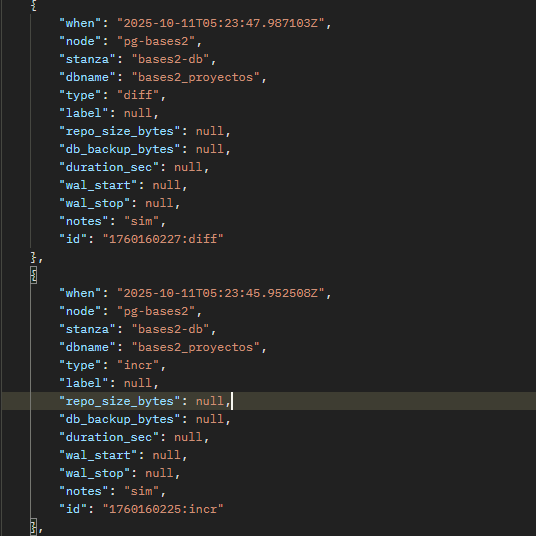 {
"when": "2025-10-11T05:23:47.987103Z",
"node": "pg-bases2",
"stanza": "bases2-db",
"dbname": "bases2_proyectos",
"type": "diff",
"label": null,
"repo_size_bytes": null,
"db_backup_bytes": null,
"duration_sec": null,
"wal_start": null,
"wal_stop": null,
"notes": "sim",
"id": "1760160227:diff"
},
{
"when": "2025-10-11T05:23:45.952508Z",
"node": "pg-bases2",
"stanza": "bases2-db",
"dbname": "bases2_proyectos",
"type": "incr",
"label": null,
"repo_size_bytes": null,
"db_backup_bytes": null,
"duration_sec": null,
"wal_start": null,
"wal_stop": null,
"notes": "sim",
"id": "1760160225:incr"
},